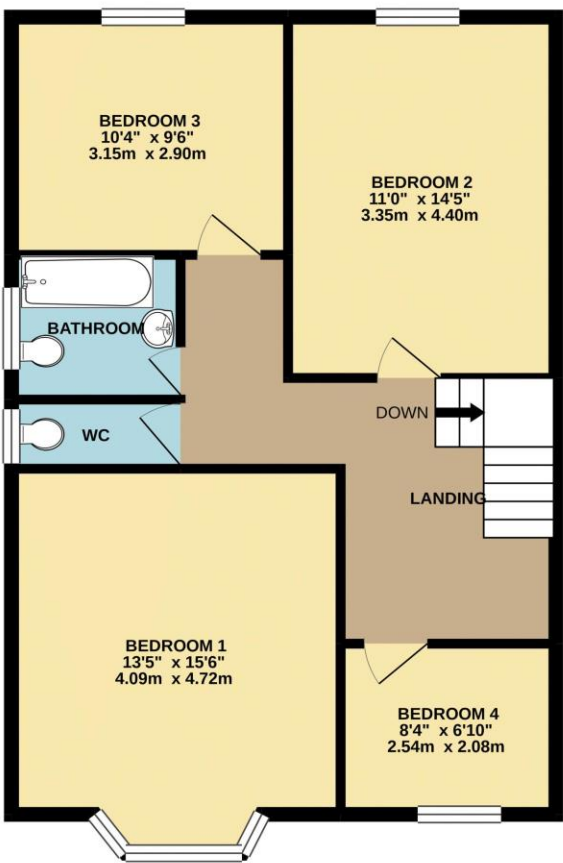 BEDROOM 3
10'4" x 9'6"
3.15m x 2.90m
BEDROOM 2
11'0" x 14'5"
3.35m x 4.40m
BATHROOM
DOWN
WC
LANDING
BEDROOM 1
13'5" x 15'6"
4.09m x 4.72m
BEDROOM 4
8'4" x 6'10"
2.54m x 2.08m